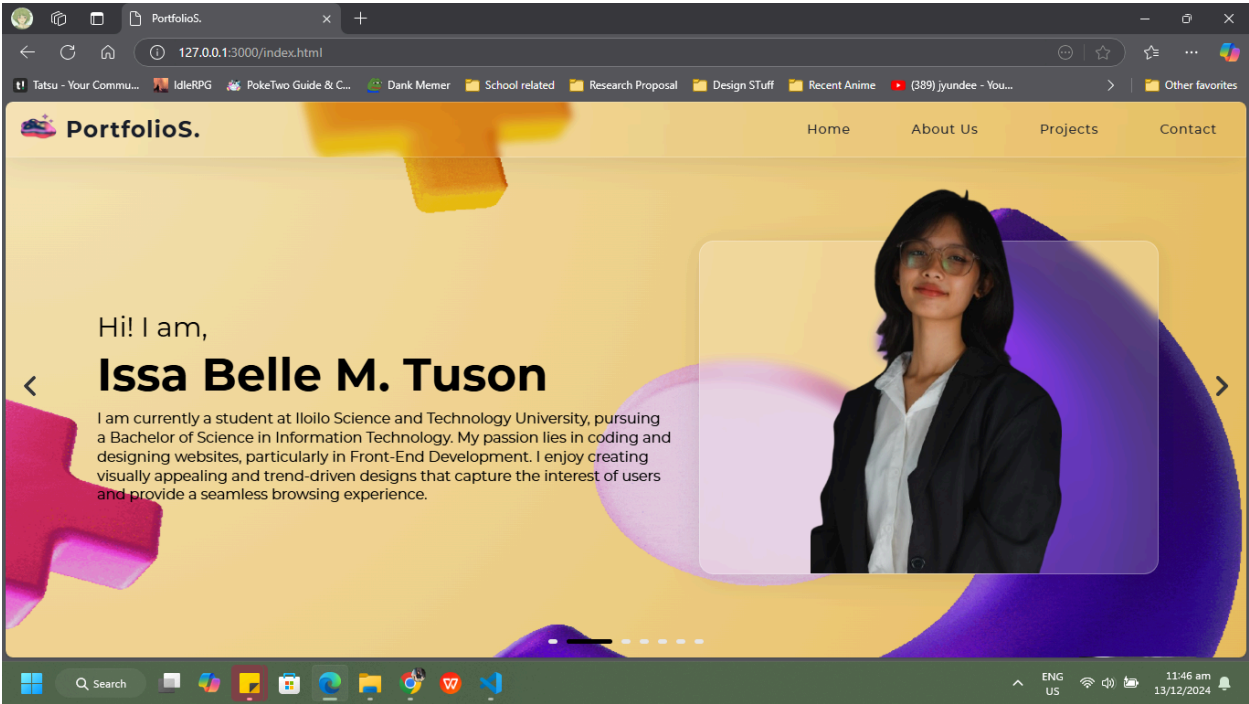 PortfolioS.
127.0.0.1:3000/index.html
t! Tatsu - Your Commu... IdleRPG PokeTwo Guide & C... Dank Memer School related Research Proposal Design STuff Recent Anime (389) jyundee - You... Other favorites
PortfolioS. Home About Us Projects Contact
Hi! I am,
Issa Belle M. Tuson
I am currently a student at Iloilo Science and Technology University, pursuing
a Bachelor of Science in Information Technology. My passion lies in coding and
designing websites, particularly in Front-End Development. I enjoy creating
visually appealing and trend-driven designs that capture the interest of users
and provide a seamless browsing experience.
Search
ENG
US
11:46 am
13/12/2024